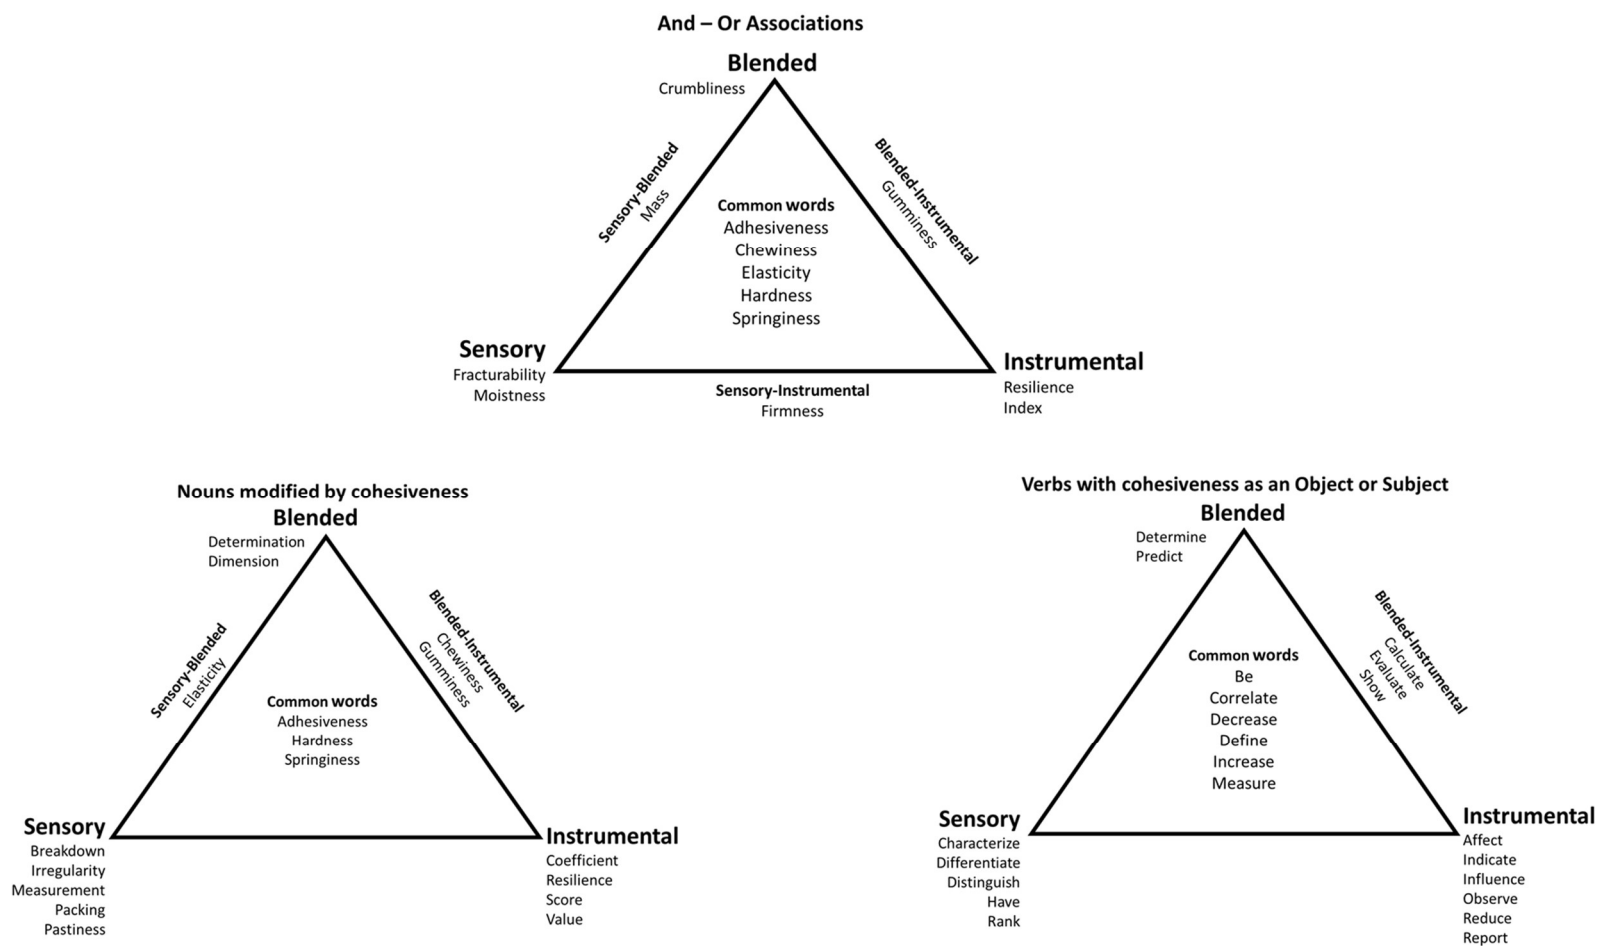 And – Or Associations
Blended
Crumbliness
Sensory-Blended
Mass
Blended-Instrumental
Gumminess
Common words
Adhesiveness
Chewiness
Elasticity
Hardness
Springiness
Sensory
Fracturability
Moistness
Sensory-Instrumental
Firmness
Instrumental
Resilience
Index
Nouns modified by cohesiveness
Blended
Determination
Dimension
Sensory-Blended
Elasticity
Blended-Instrumental
Chewiness
Gumminess
Common words
Adhesiveness
Hardness
Springiness
Sensory
Breakdown
Irregularity
Measurement
Packing
Pastiness
Instrumental
Coefficient
Resilience
Score
Value
Verbs with cohesiveness as an Object or Subject
Blended
Determine
Predict
Blended-Instrumental
Calculate
Evaluate
Show
Common words
Be
Correlate
Decrease
Define
Increase
Measure
Sensory
Characterize
Differentiate
Distinguish
Have
Rank
Instrumental
Affect
Indicate
Influence
Observe
Reduce
Report